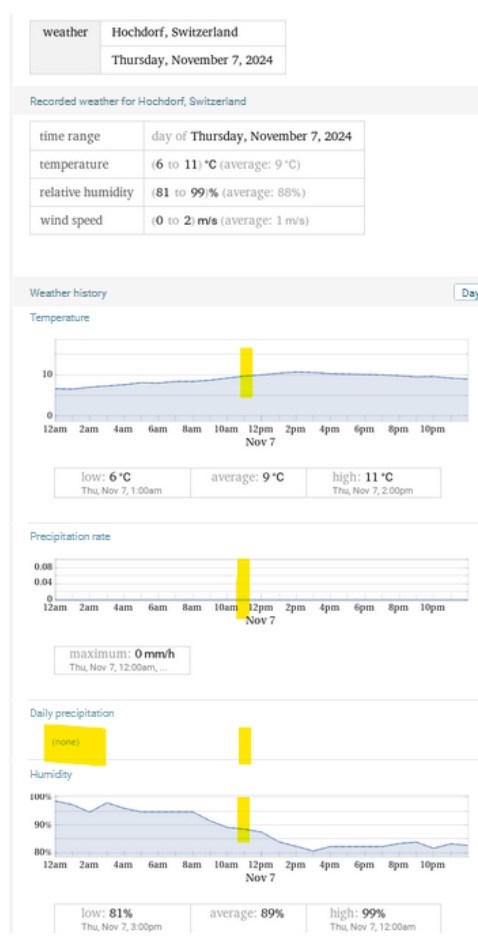 weather Hochdorf, Switzerland
Thursday, November 7, 2024
Recorded weather for Hochdorf, Switzerland
time range day of Thursday, November 7, 2024
temperature (6 to 11) °C (average: 9 °C)
relative humidity (81 to 99)% (average: 88%)
wind speed (0 to 2) m/s (average: 1 m/s)
Weather history Day
Temperature
10
0
12am 2am 4am 6am 8am 10am 12pm 2pm 4pm 6pm 8pm 10pm
Nov 7
low: 6 °C average: 9 °C high: 11 °C
Thu, Nov 7, 1:00am Thu, Nov 7, 2:00pm
Precipitation rate
0.08
0.04
0
12am 2am 4am 6am 8am 10am 12pm 2pm 4pm 6pm 8pm 10pm
Nov 7
maximum: 0 mm/h
Thu, Nov 7, 12:00am, ...
Daily precipitation
(none)
Humidity
100%
90%
80%
12am 2am 4am 6am 8am 10am 12pm 2pm 4pm 6pm 8pm 10pm
Nov 7
low: 81% average: 89% high: 99%
Thu, Nov 7, 3:00pm Thu, Nov 7, 12:00am